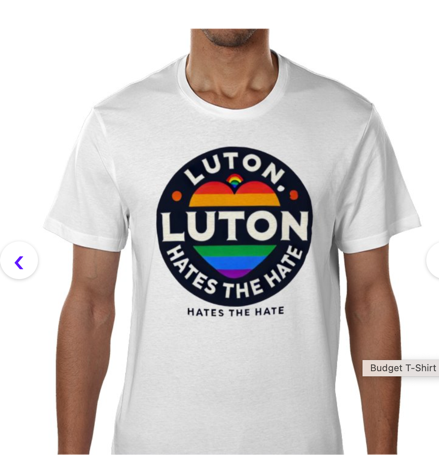 LUTON,
LUTON
HATES THE HATE
HATES THE HATE
Budget T-Shirt